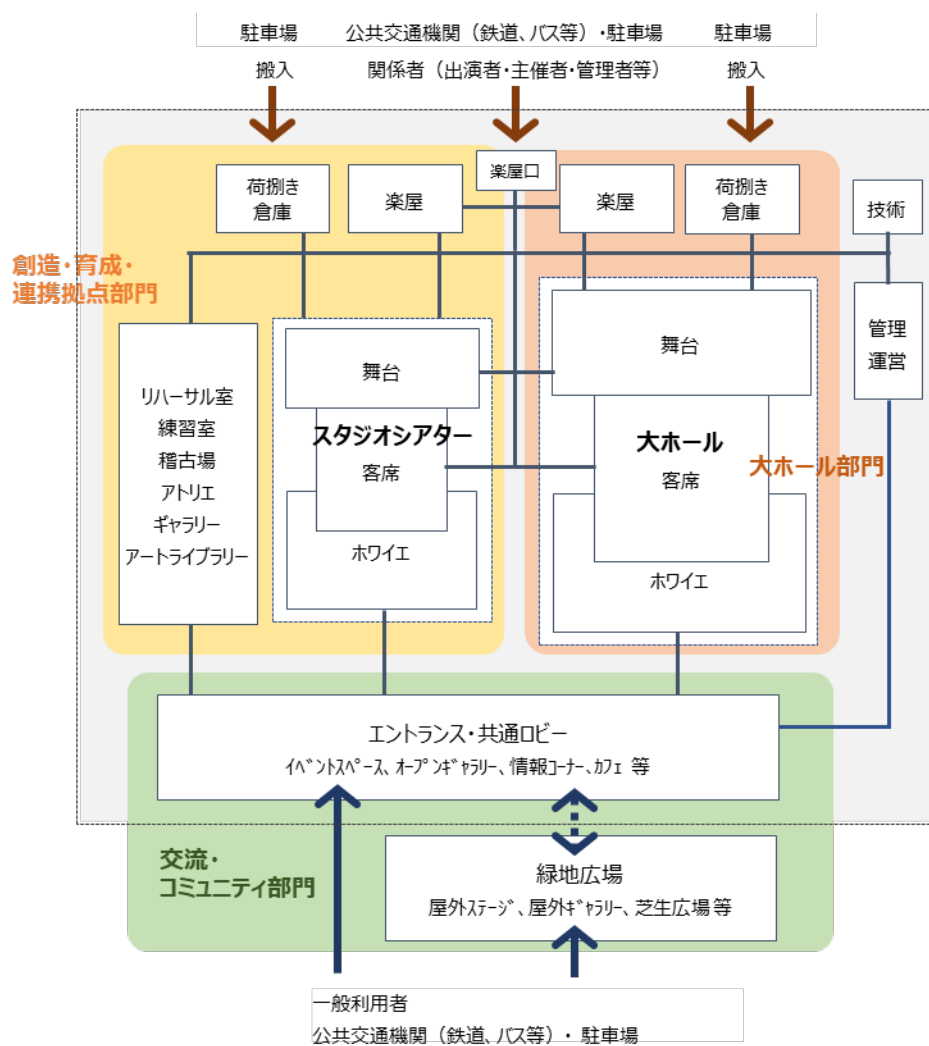 駐車場
公共交通機関（鉄道、バス等）・駐車場
駐車場
搬入
関係者（出演者・主催者・管理者等）
搬入
楽屋口
荷捌き
倉庫
楽屋
楽屋
荷捌き
倉庫
技術
創造・育成・
連携拠点部門
管理
運営
リハーサル室
練習室
稽古場
アトリエ
ギャラリー
アートライブラリー
舞台
スタジオシアター
客席
ホワイエ
舞台
大ホール
客席
ホワイエ
大ホール部門
エントランス・共通ロビー
イベントスペース、オープンギャラリー、情報コーナー、カフェ 等
交流・
コミュニティ部門
緑地広場
屋外ステージ、屋外ギャラリー、芝生広場 等
一般利用者
公共交通機関（鉄道、バス等）・ 駐車場